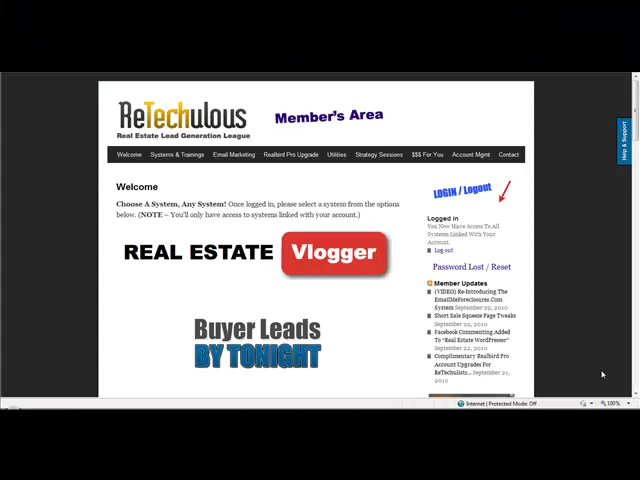 ReTechulous
Real Estate Lead Generation League
Member's Area
Welcome Systems & Trainings Email Marketing Realbird Pro Upgrade Utilities Strategy Sessions $$$ For You Account Mgmt Contact
Welcome
Choose A System, Any System! Once logged in, please select a system from the options
below. (NOTE – You'll only have access to systems linked with your account.)
REAL ESTATE Vlogger
Buyer Leads
BY TONIGHT
LOGIN / Logout
Logged in
You Now Have Access To All
Systems Linked With Your
Account.
Log out
Password Lost / Reset
Member Updates
(VIDEO) Re-Introducing The
EmailMeForeclosures.Com
System September 29, 2010
Short Sale Squeeze Page Tweaks
September 29, 2010
Facebook Commenting Added
To "Real Estate WordPresser"
September 22, 2010
Complimentary Realbird Pro
Account Upgrades For
ReTechulists... September 21,
2010
Help & Support
Internet | Protected Mode: Off
100%